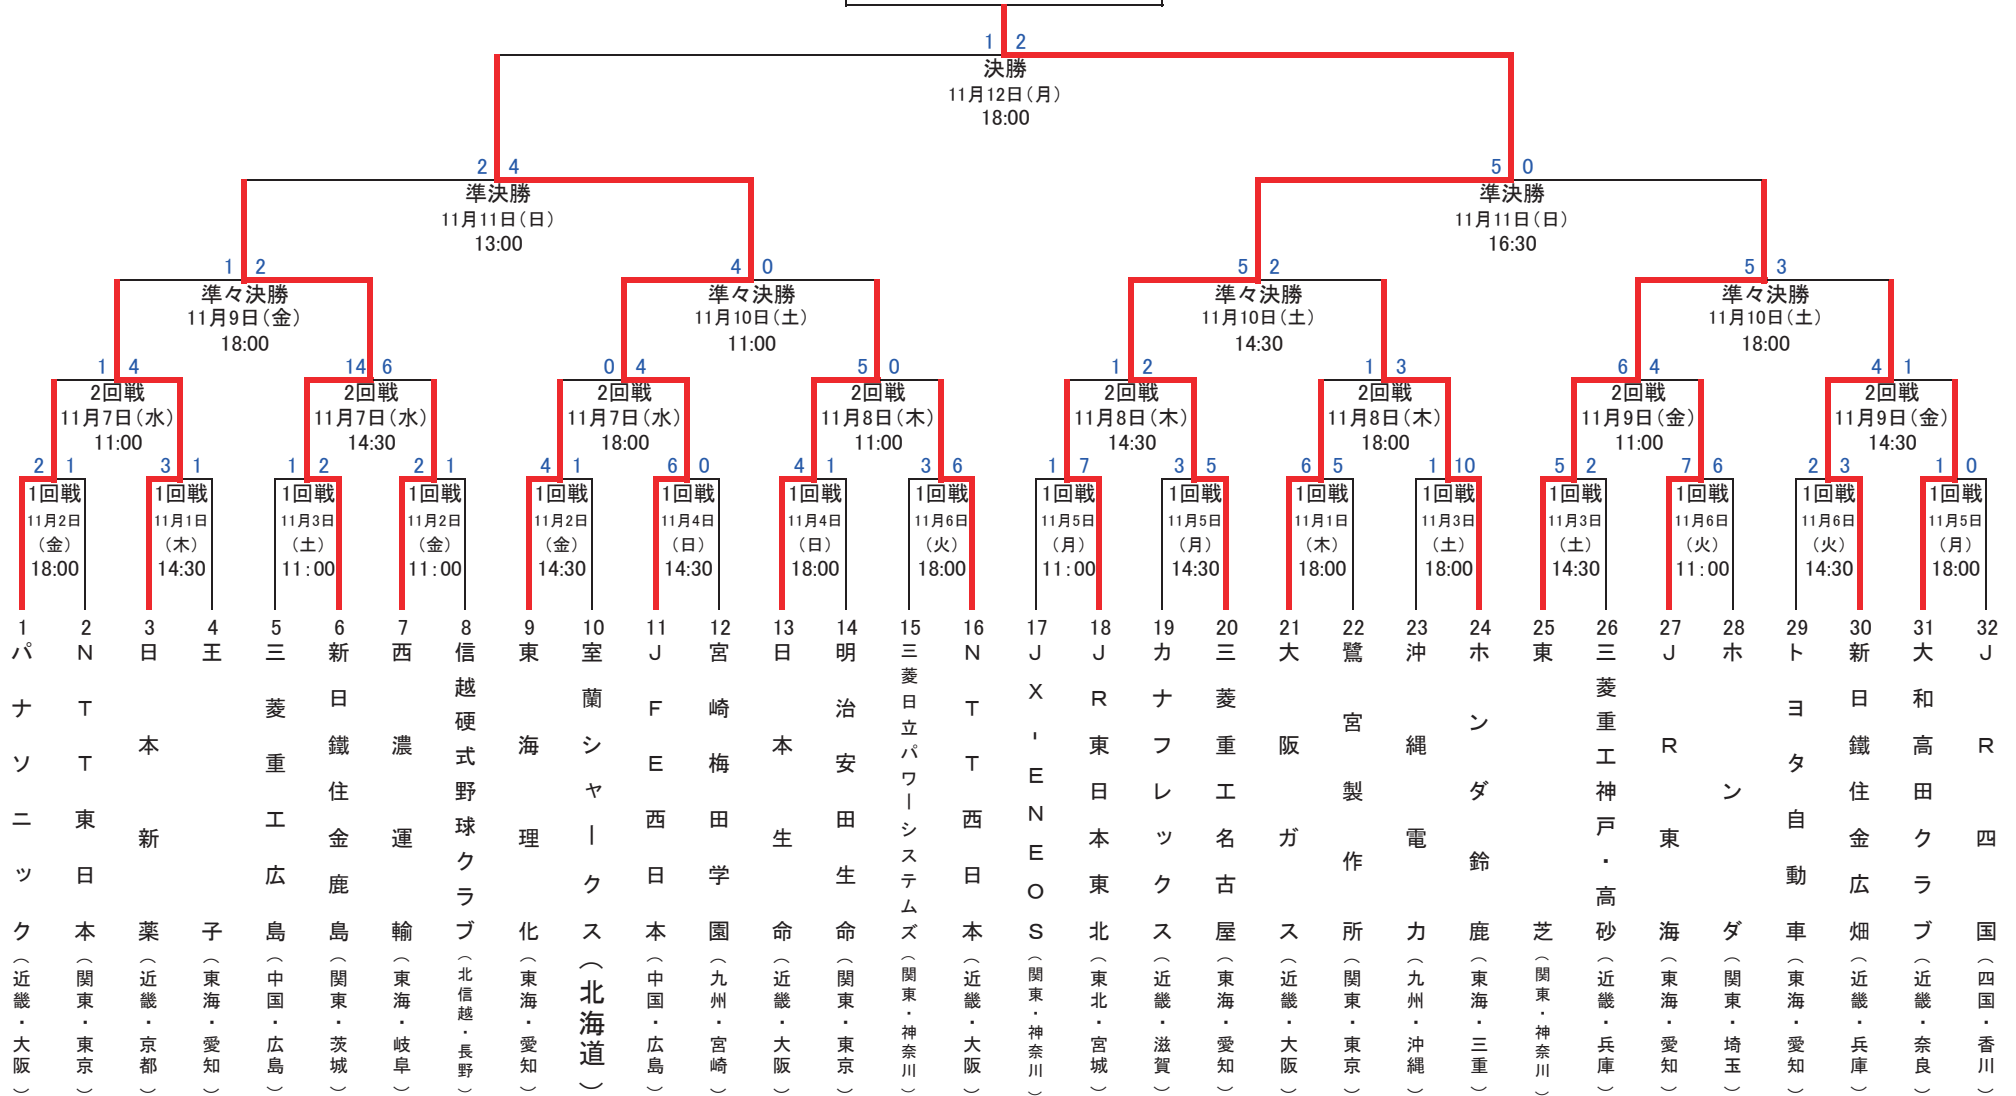 1 2
決勝
11月12日(月)
18:00
2 4
準決勝
11月11日(日)
13:00
5 0
準決勝
11月11日(日)
16:30
1 2
準々決勝
11月9日(金)
18:00
4 0
準々決勝
11月10日(土)
11:00
5 2
準々決勝
11月10日(土)
14:30
5 3
準々決勝
11月10日(土)
18:00
1 4
2回戦
11月7日(水)
11:00
14 6
2回戦
11月7日(水)
14:30
0 4
2回戦
11月7日(水)
18:00
5 0
2回戦
11月8日(木)
11:00
1 2
2回戦
11月8日(木)
14:30
1 3
2回戦
11月8日(木)
18:00
6 4
2回戦
11月9日(金)
11:00
4 1
2回戦
11月9日(金)
14:30
2 1
1回戦
11月2日
(金)
18:00
3 1
1回戦
11月1日
(木)
14:30
1 2
1回戦
11月3日
(土)
11:00
2 1
1回戦
11月2日
(金)
11:00
4 1
1回戦
11月2日
(金)
14:30
6 0
1回戦
11月4日
(日)
14:30
4 1
1回戦
11月4日
(日)
18:00
3 6
1回戦
11月6日
(火)
18:00
1 7
1回戦
11月5日
(月)
11:00
3 5
1回戦
11月5日
(月)
14:30
6 5
1回戦
11月1日
(木)
18:00
1 10
1回戦
11月3日
(土)
18:00
5 2
1回戦
11月3日
(土)
14:30
7 6
1回戦
11月6日
(火)
11:00
2 3
1回戦
11月6日
(火)
14:30
1 0
1回戦
11月5日
(月)
18:00
1 パナソニック(近畿・大阪)
2 NTT東日本(関東・東京)
3 日本新薬(近畿・京都)
4 王子(東海・愛知)
5 三菱重工広島(中国・広島)
6 新日鐵住金鹿島(関東・茨城)
7 西濃運輸(東海・岐阜)
8 信越硬式野球クラブ(北信越・長野)
9 東海理化(東海・愛知)
10 室蘭シャークス(北海道)
11 JFE西日本(中国・広島)
12 宮崎梅田学園(九州・宮崎)
13 日本生命(近畿・大阪)
14 明治安田生命(関東・東京)
15 三菱日立パワーシステムズ(関東・神奈川)
16 NTT西日本(近畿・大阪)
17 JX-ENEOS(関東・神奈川)
18 JR東日本東北(東北・宮城)
19 カナフレックス(近畿・滋賀)
20 三菱重工名古屋(東海・愛知)
21 大阪ガス(近畿・大阪)
22 鷺宮製作所(関東・東京)
23 沖縄電力(九州・沖縄)
24 ホンダ鈴鹿(東海・三重)
25 東芝(関東・神奈川)
26 三菱重工神戸・高砂(近畿・兵庫)
27 JR東海(東海・愛知)
28 ホンダ(関東・埼玉)
29 トヨタ自動車(東海・愛知)
30 新日鐵住金広畑(近畿・兵庫)
31 大和高田クラブ(近畿・奈良)
32 JR四国(四国・香川)